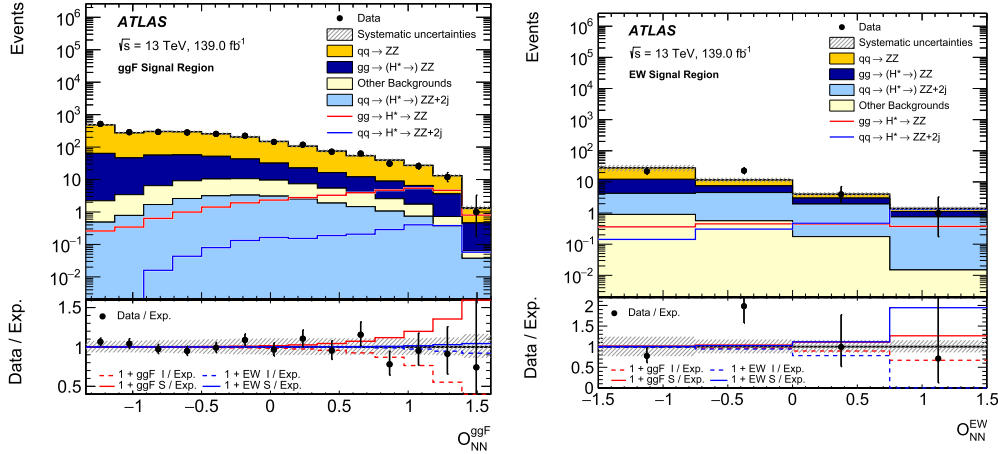 Events
10⁶
10⁵
10⁴
10³
10²
10
1
10⁻¹
10⁻²
ATLAS
√s = 13 TeV, 139.0 fb⁻¹
ggF Signal Region
Data
Systematic uncertainties
qq → ZZ
gg → (H* →) ZZ
Other Backgrounds
qq → (H* →) ZZ+2j
gg → H* → ZZ
qq → H* → ZZ+2j
Data / Exp.
1.5
1
0.5
Data / Exp.
1 + ggF I / Exp.
1 + ggF S / Exp.
1 + EW I / Exp.
1 + EW S / Exp.
−1 −0.5 0 0.5 1 1.5
O_NN^ggF
Events
10⁶
10⁵
10⁴
10³
10²
10
1
10⁻¹
10⁻²
ATLAS
√s = 13 TeV, 139.0 fb⁻¹
EW Signal Region
Data
Systematic uncertainties
qq → ZZ
gg → (H* →) ZZ
qq → (H* →) ZZ+2j
Other Backgrounds
gg → H* → ZZ
qq → H* → ZZ+2j
Data / Exp.
2
1.5
1
0.5
0
Data / Exp.
1 + ggF I / Exp.
1 + ggF S / Exp.
1 + EW I / Exp.
1 + EW S / Exp.
−1.5 −1 −0.5 0 0.5 1 1.5
O_NN^EW